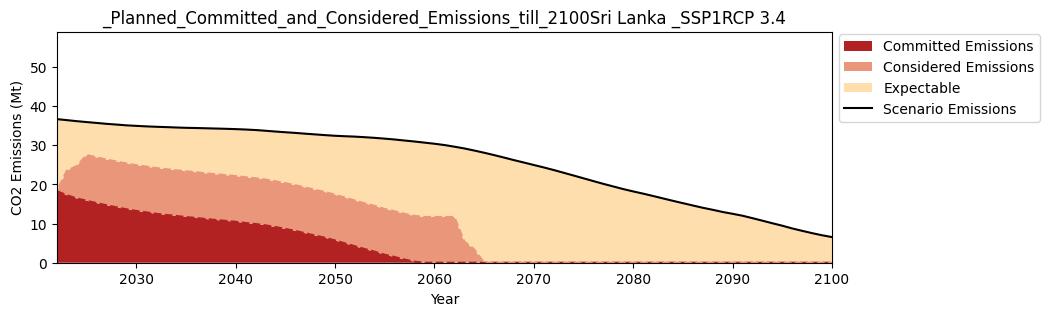 _Planned_Committed_and_Considered_Emissions_till_2100Sri Lanka _SSP1RCP 3.4
Committed Emissions
Considered Emissions
Expectable
Scenario Emissions
CO2 Emissions (Mt)
50
40
30
20
10
0
2030 2040 2050 2060 2070 2080 2090 2100
Year